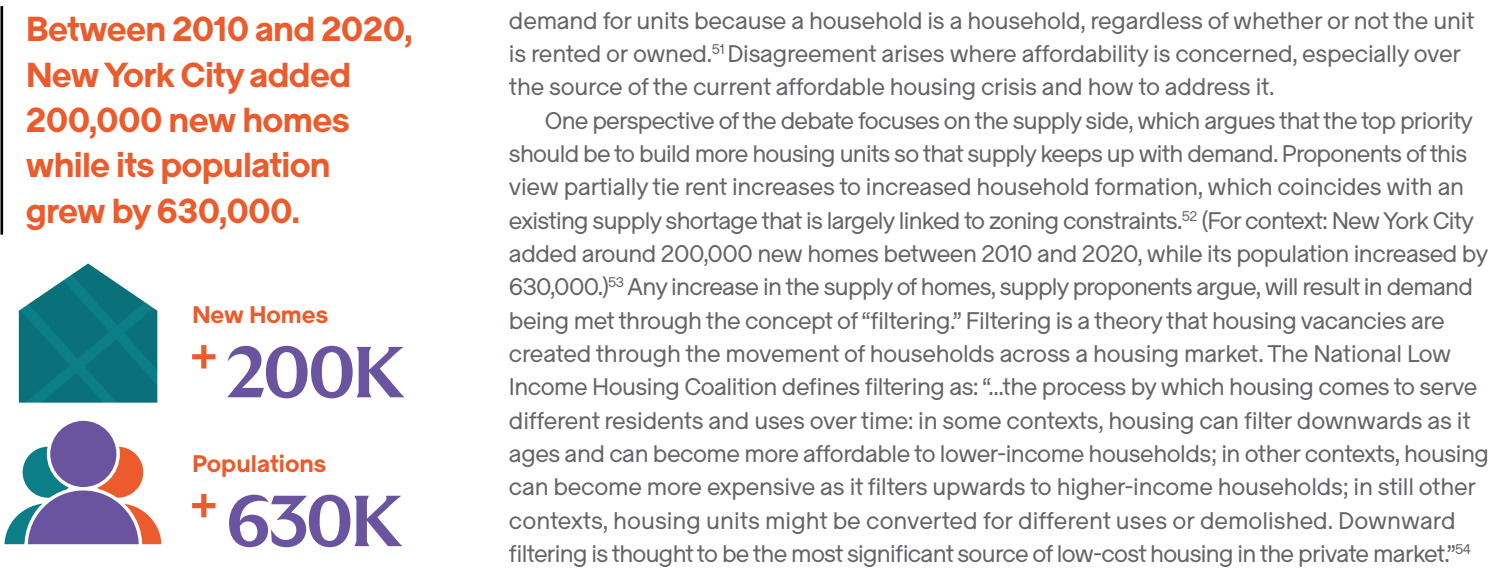 Between 2010 and 2020,
New York City added
200,000 new homes
while its population
grew by 630,000.
New Homes
+ 200K
Populations
+ 630K
demand for units because a household is a household, regardless of whether or not the unit
is rented or owned.51 Disagreement arises where affordability is concerned, especially over
the source of the current affordable housing crisis and how to address it.
One perspective of the debate focuses on the supply side, which argues that the top priority
should be to build more housing units so that supply keeps up with demand. Proponents of this
view partially tie rent increases to increased household formation, which coincides with an
existing supply shortage that is largely linked to zoning constraints.52 (For context: New York City
added around 200,000 new homes between 2010 and 2020, while its population increased by
630,000.)53 Any increase in the supply of homes, supply proponents argue, will result in demand
being met through the concept of “filtering.” Filtering is a theory that housing vacancies are
created through the movement of households across a housing market. The National Low
Income Housing Coalition defines filtering as: “...the process by which housing comes to serve
different residents and uses over time: in some contexts, housing can filter downwards as it
ages and can become more affordable to lower-income households; in other contexts, housing
can become more expensive as it filters upwards to higher-income households; in still other
contexts, housing units might be converted for different uses or demolished. Downward
filtering is thought to be the most significant source of low-cost housing in the private market.”54